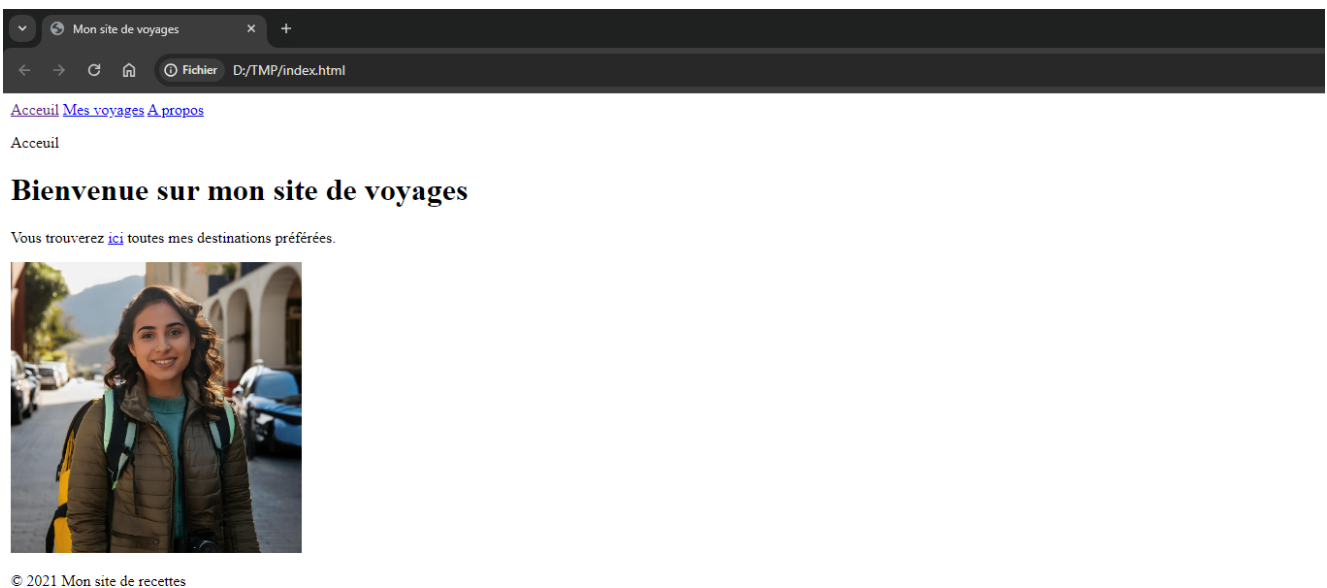 Mon site de voyages
Fichier D:/TMP/index.html
Acceuil Mes voyages A propos
Acceuil
Bienvenue sur mon site de voyages
Vous trouverez ici toutes mes destinations préférées.
© 2021 Mon site de recettes